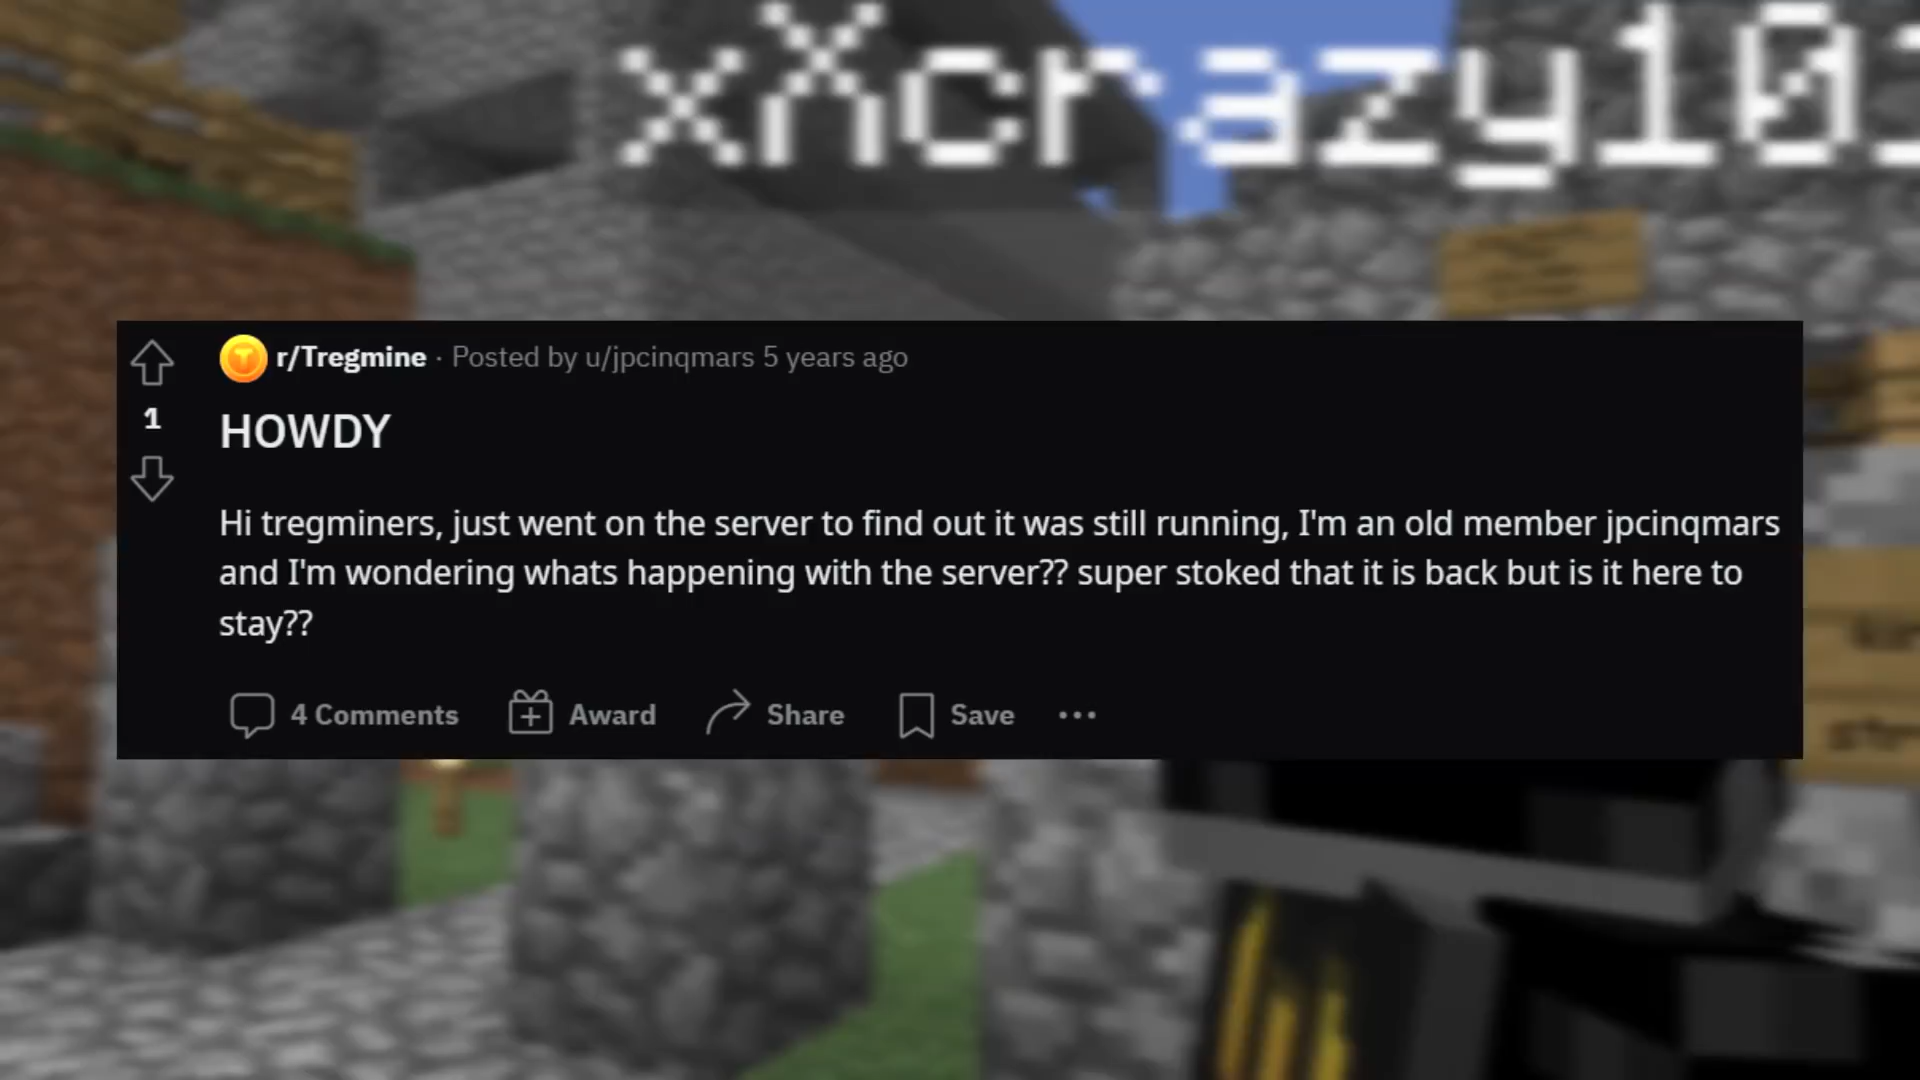 xXcrazy10
r/Tregmine · Posted by u/jpcinqmars 5 years ago
1
HOWDY
Hi tregminers, just went on the server to find out it was still running, I'm an old member jpcinqmars
and I'm wondering whats happening with the server?? super stoked that it is back but is it here to
stay??
4 Comments Award Share Save